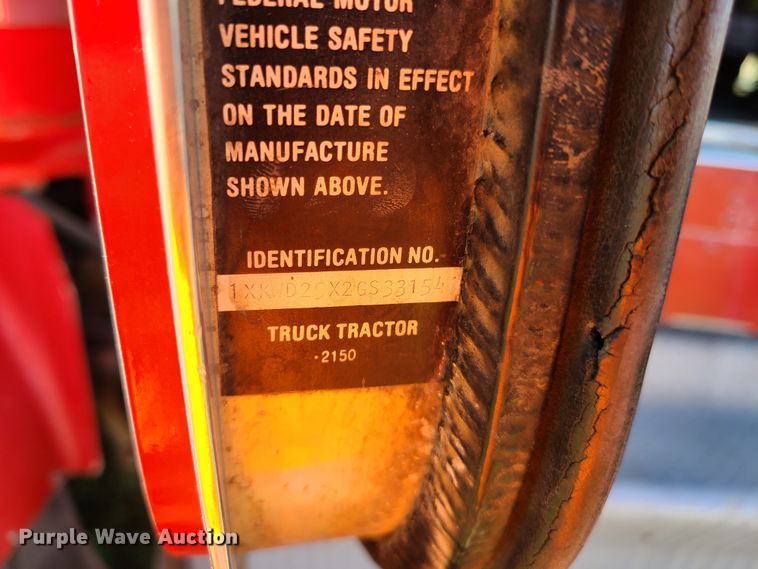 FEDERAL MOTOR
VEHICLE SAFETY
STANDARDS IN EFFECT
ON THE DATE OF
MANUFACTURE
SHOWN ABOVE.
IDENTIFICATION NO.
TRUCK TRACTOR
·2150
Purple Wave Auction®